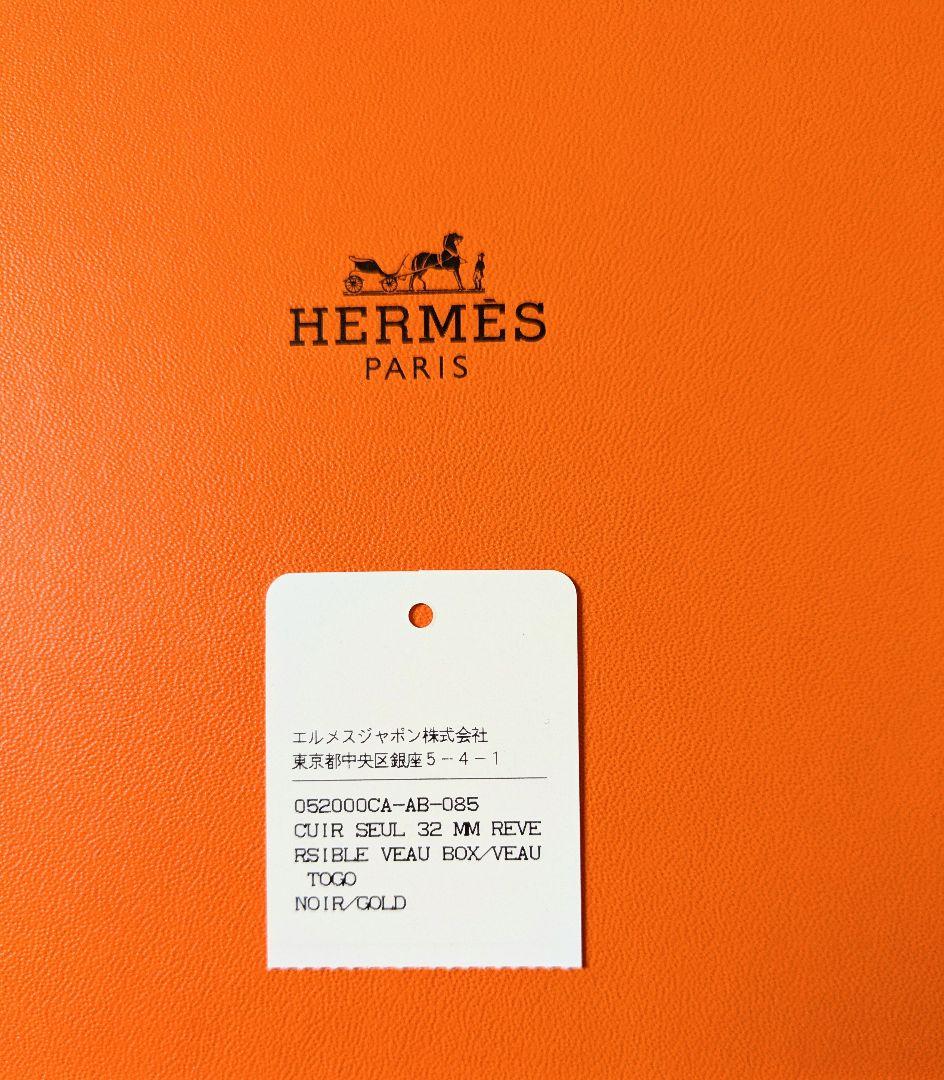 HERMÈS
PARIS
エルメスジャポン株式会社
東京都中央区銀座5-4-1
052000CA-AB-085
CUIR SEUL 32 MM REVE
RSIBLE VEAU BOX/VEAU
TOGO
NOIR/GOLD